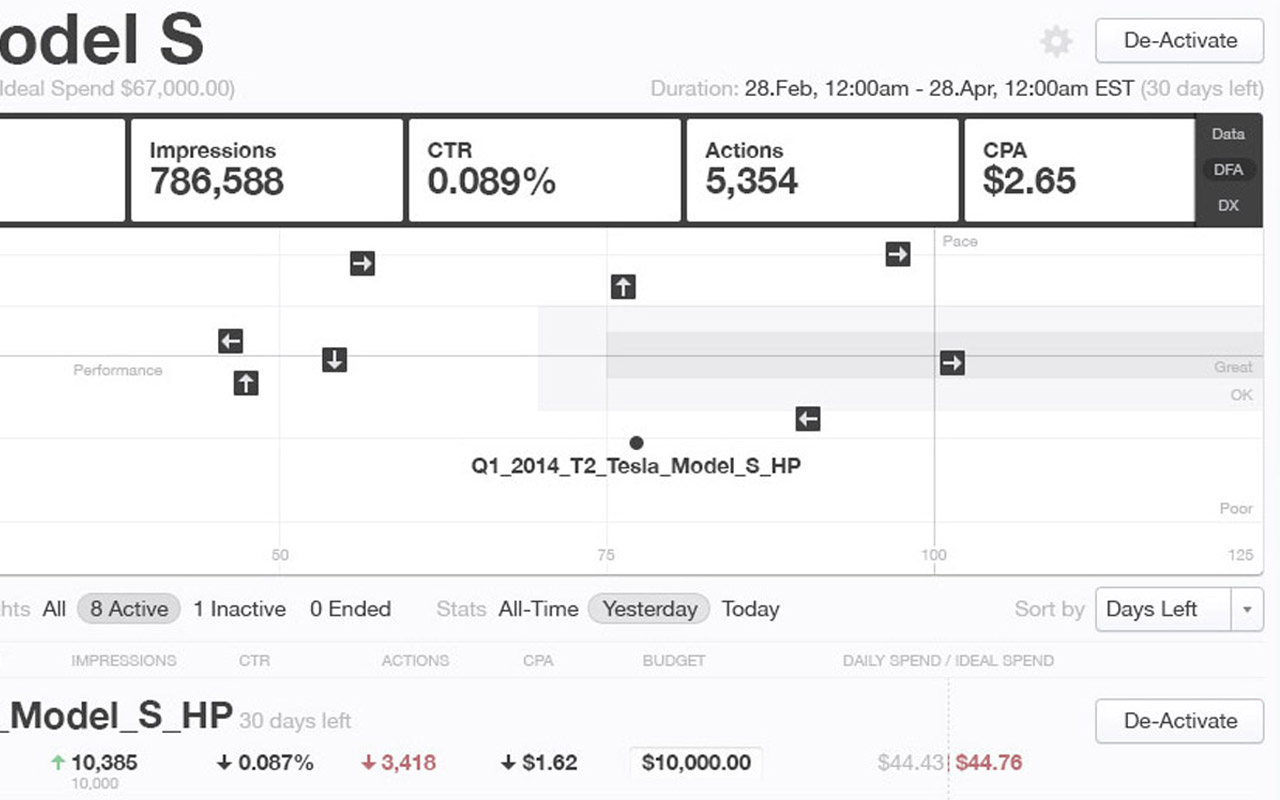 odel S
De-Activate
Ideal Spend $67,000.00)
Duration: 28.Feb, 12:00am - 28.Apr, 12:00am EST (30 days left)
Impressions
786,588
CTR
0.089%
Actions
5,354
CPA
$2.65
Data
DFA
DX
Pace
Performance
Great
OK
Q1_2014_T2_Tesla_Model_S_HP
Poor
50 75 100 125
hts All 8 Active 1 Inactive 0 Ended Stats All-Time Yesterday Today Sort by Days Left
IMPRESSIONS CTR ACTIONS CPA BUDGET DAILY SPEND / IDEAL SPEND
_Model_S_HP 30 days left De-Activate
↑ 10,385 ↓ 0.087% ↓ 3,418 ↓ $1.62 $10,000.00 $44.43 $44.76
10,000